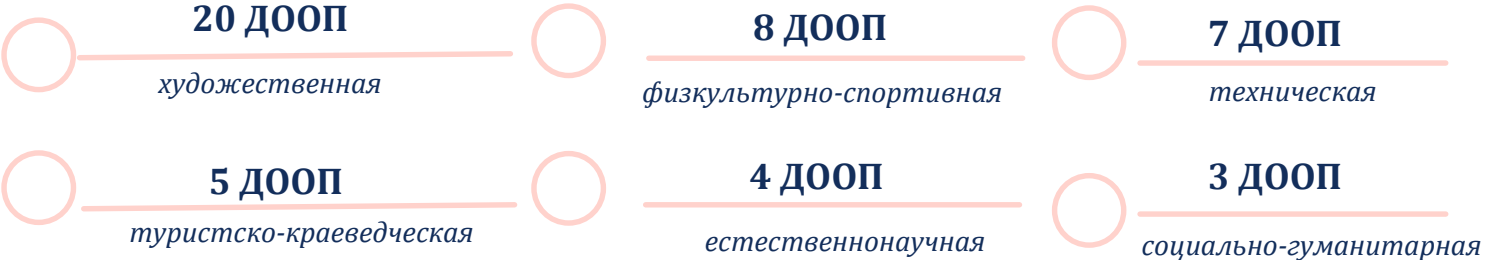 20 ДООП
художественная
8 ДООП
физкультурно-спортивная
7 ДООП
техническая
5 ДООП
туристско-краеведческая
4 ДООП
естественнонаучная
3 ДООП
социально-гуманитарная